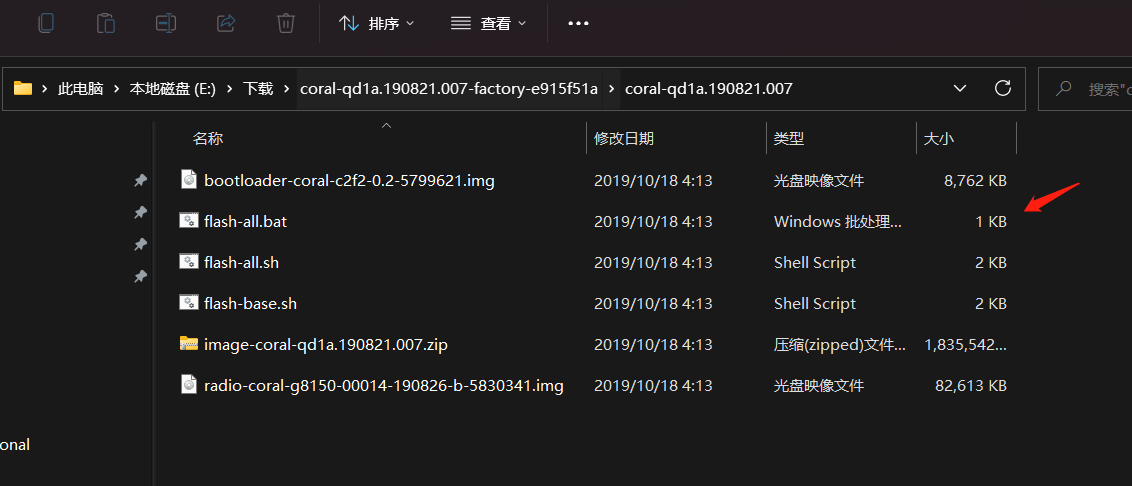 排序 查看
此电脑 本地磁盘 (E:) 下载 coral-qd1a.190821.007-factory-e915f51a coral-qd1a.190821.007 搜索"c
名称 修改日期 类型 大小
bootloader-coral-c2f2-0.2-5799621.img 2019/10/18 4:13 光盘映像文件 8,762 KB
flash-all.bat 2019/10/18 4:13 Windows 批处理... 1 KB
flash-all.sh 2019/10/18 4:13 Shell Script 2 KB
flash-base.sh 2019/10/18 4:13 Shell Script 2 KB
image-coral-qd1a.190821.007.zip 2019/10/18 4:13 压缩(zipped)文件... 1,835,542...
radio-coral-g8150-00014-190826-b-5830341.img 2019/10/18 4:13 光盘映像文件 82,613 KB
onal